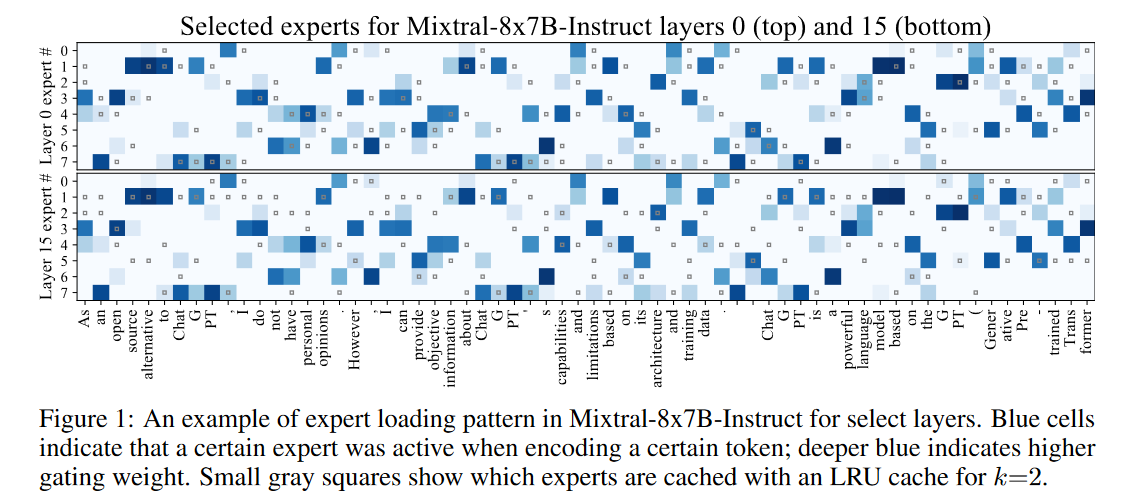 Selected experts for Mixtral-8x7B-Instruct layers 0 (top) and 15 (bottom)
Layer 0 expert #
0
1
2
3
4
5
6
7
Layer 15 expert #
0
1
2
3
4
5
6
7
As
an
open
source
alternative
to
Chat
G
PT
,
I
do
not
have
personal
opinions
.
However
,
I
can
provide
objective
information
about
Chat
G
PT
'
s
capabilities
and
limitations
based
on
its
architecture
and
training
data
.
Chat
G
PT
is
a
powerful
language
model
based
on
the
G
PT
(
Gener
ative
Pre
-
trained
Trans
former
Figure 1: An example of expert loading pattern in Mixtral-8x7B-Instruct for select layers. Blue cells
indicate that a certain expert was active when encoding a certain token; deeper blue indicates higher
gating weight. Small gray squares show which experts are cached with an LRU cache for k=2.